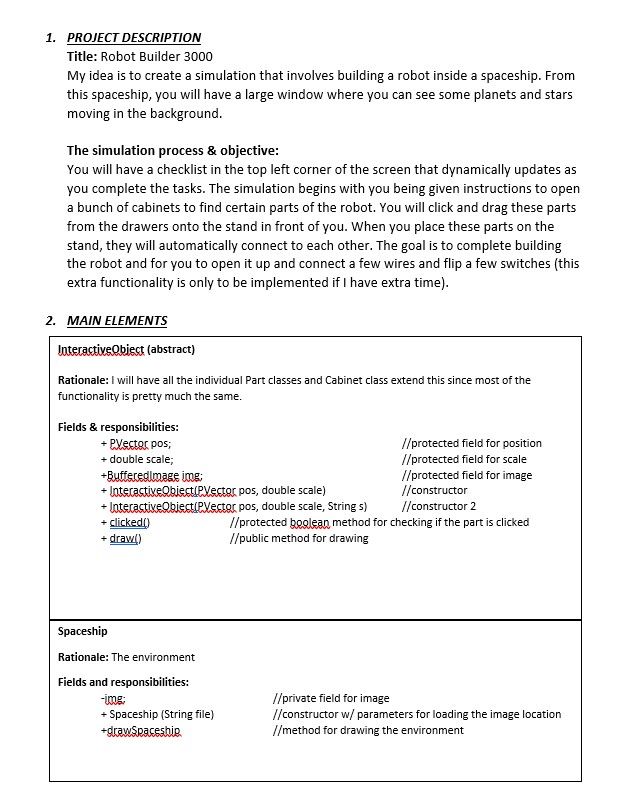 1. PROJECT DESCRIPTION
Title: Robot Builder 3000
My idea is to create a simulation that involves building a robot inside a spaceship. From
this spaceship, you will have a large window where you can see some planets and stars
moving in the background.
The simulation process & objective:
You will have a checklist in the top left corner of the screen that dynamically updates as
you complete the tasks. The simulation begins with you being given instructions to open
a bunch of cabinets to find certain parts of the robot. You will click and drag these parts
from the drawers onto the stand in front of you. When you place these parts on the
stand, they will automatically connect to each other. The goal is to complete building
the robot and for you to open it up and connect a few wires and flip a few switches (this
extra functionality is only to be implemented if I have extra time).
2. MAIN ELEMENTS
InteractiveObject (abstract)
Rationale: I will have all the individual Part classes and Cabinet class extend this since most of the
functionality is pretty much the same.
Fields & responsibilities:
+ PVector pos; //protected field for position
+ double scale; //protected field for scale
+BufferedImage img; //protected field for image
+ InteractiveObject(PVector pos, double scale) //constructor
+ InteractiveObject(PVector pos, double scale, String s) //constructor 2
+ clicked() //protected boolean method for checking if the part is clicked
+ draw() //public method for drawing
Spaceship
Rationale: The environment
Fields and responsibilities:
-img; //private field for image
+ Spaceship (String file) //constructor w/ parameters for loading the image location
+drawSpaceship //method for drawing the environment